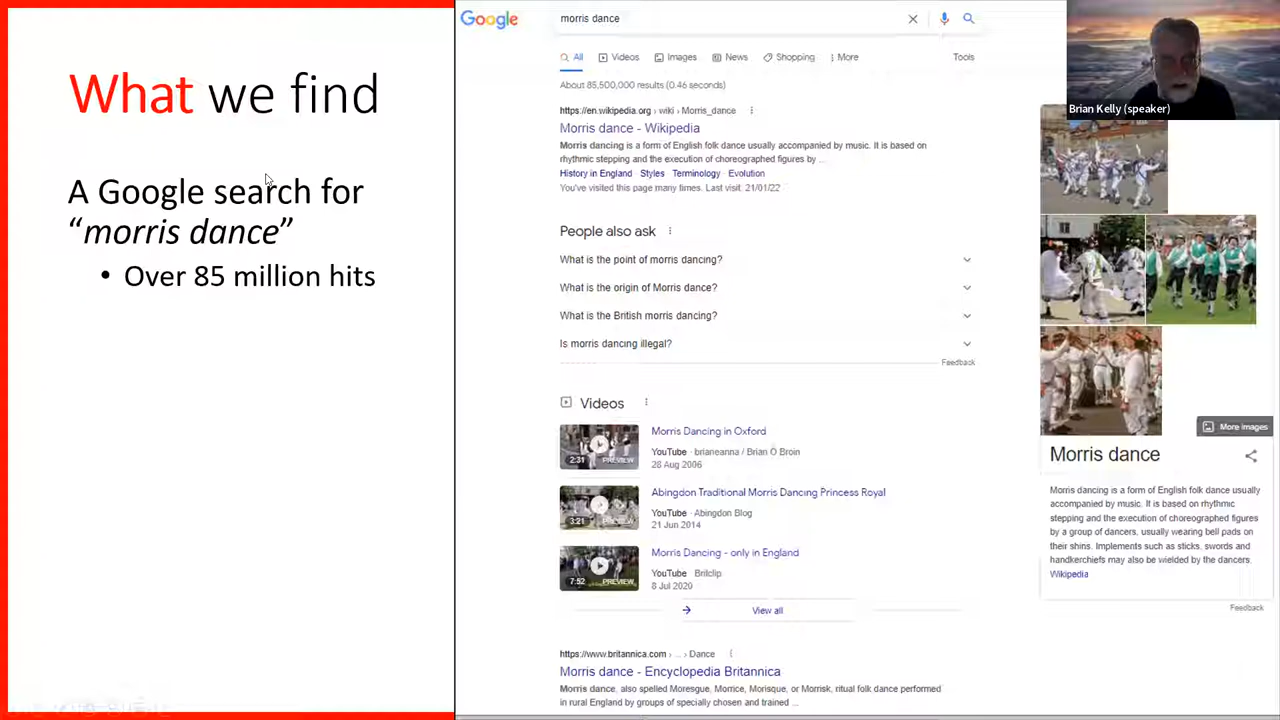 What we find
A Google search for
“morris dance”
• Over 85 million hits
Google
morris dance
All Videos Images News Shopping More Tools
About 85,500,000 results (0.46 seconds)
https://en.wikipedia.org › wiki › Morris_dance
Morris dance - Wikipedia
Morris dancing is a form of English folk dance usually accompanied by music. It is based on
rhythmic stepping and the execution of choreographed figures by ...
History in England Styles Terminology Evolution
You've visited this page many times. Last visit: 21/01/22
People also ask
What is the point of morris dancing?
What is the origin of Morris dance?
What is the British morris dancing?
Is morris dancing illegal?
Feedback
Videos
Morris Dancing in Oxford
YouTube · brianeanna / Brian Ó Broin
28 Aug 2006
2:31 PREVIEW
Abingdon Traditional Morris Dancing Princess Royal
YouTube · Abingdon Blog
21 Jun 2014
3:21 PREVIEW
Morris Dancing - only in England
YouTube · Britclip
8 Jul 2020
7:52 PREVIEW
View all
https://www.britannica.com › ... › Dance
Morris dance - Encyclopedia Britannica
Morris dance, also spelled Moresgue, Morrice, Morisque, or Morrisk, ritual folk dance performed
in rural England by groups of specially chosen and trained ...
Brian Kelly (speaker)
More images
Morris dance
Morris dancing is a form of English folk dance usually
accompanied by music. It is based on rhythmic
stepping and the execution of choreographed figures
by a group of dancers, usually wearing bell pads on
their shins. Implements such as sticks, swords and
handkerchiefs may also be wielded by the dancers.
Wikipedia
Feedback